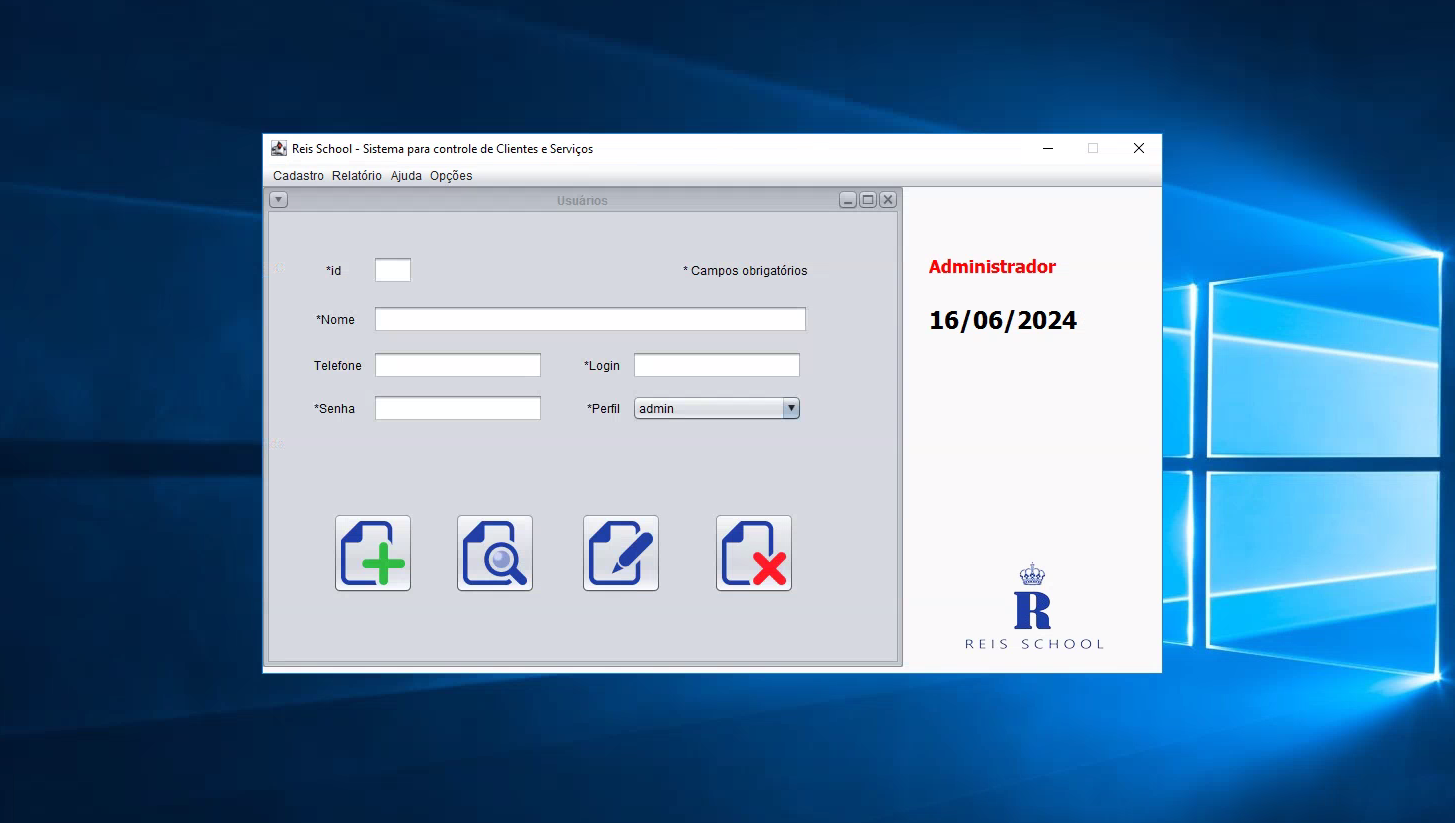 Reis School - Sistema para controle de Clientes e Serviços
Cadastro Relatório Ajuda Opções
Usuários
*id
* Campos obrigatórios
*Nome
Telefone
*Login
*Senha
*Perfil
admin
Administrador
16/06/2024
R
REIS SCHOOL